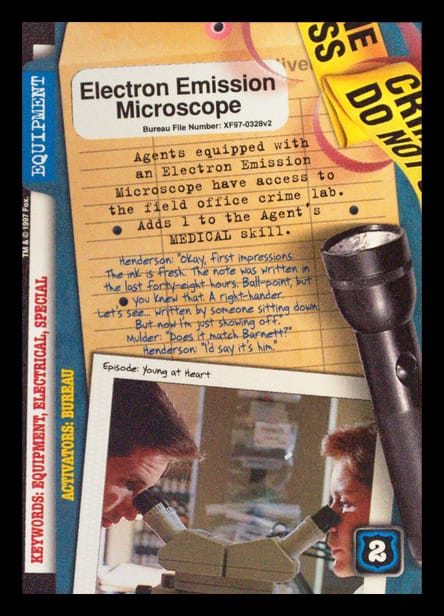 EQUIPMENT
Electron Emission
Microscope
Bureau File Number: XF97-0328v2
Agents equipped with
an Electron Emission
Microscope have access to
the field office crime lab.
Adds 1 to the Agent's
MEDICAL skill.
Henderson: "Okay, first impressions:
The ink is fresh. The note was written in
the last forty-eight hours. Ball-point, but
you knew that. A right-hander.
Let's see... written by someone sitting down.
But now I'm just showing off."
Mulder: "Does it match Barnett?"
Henderson: "I'd say it's him."
Episode: Young at Heart
TM & © 1997 Fox.
KEYWORDS: EQUIPMENT, ELECTRICAL, SPECIAL
ACTIVATORS: BUREAU
DO NOT
2